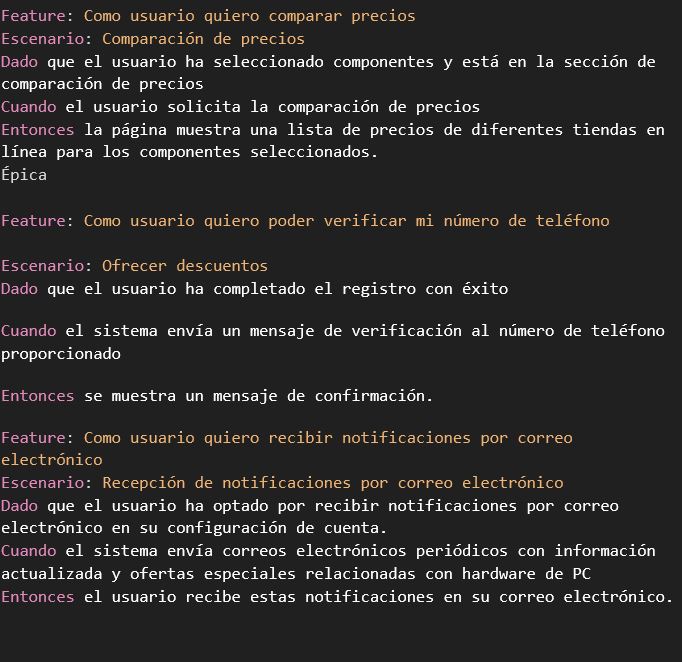 Feature: Como usuario quiero comparar precios
Escenario: Comparación de precios
Dado que el usuario ha seleccionado componentes y está en la sección de
comparación de precios
Cuando el usuario solicita la comparación de precios
Entonces la página muestra una lista de precios de diferentes tiendas en
línea para los componentes seleccionados.
Épica
Feature: Como usuario quiero poder verificar mi número de teléfono
Escenario: Ofrecer descuentos
Dado que el usuario ha completado el registro con éxito
Cuando el sistema envía un mensaje de verificación al número de teléfono
proporcionado
Entonces se muestra un mensaje de confirmación.
Feature: Como usuario quiero recibir notificaciones por correo
electrónico
Escenario: Recepción de notificaciones por correo electrónico
Dado que el usuario ha optado por recibir notificaciones por correo
electrónico en su configuración de cuenta.
Cuando el sistema envía correos electrónicos periódicos con información
actualizada y ofertas especiales relacionadas con hardware de PC
Entonces el usuario recibe estas notificaciones en su correo electrónico.